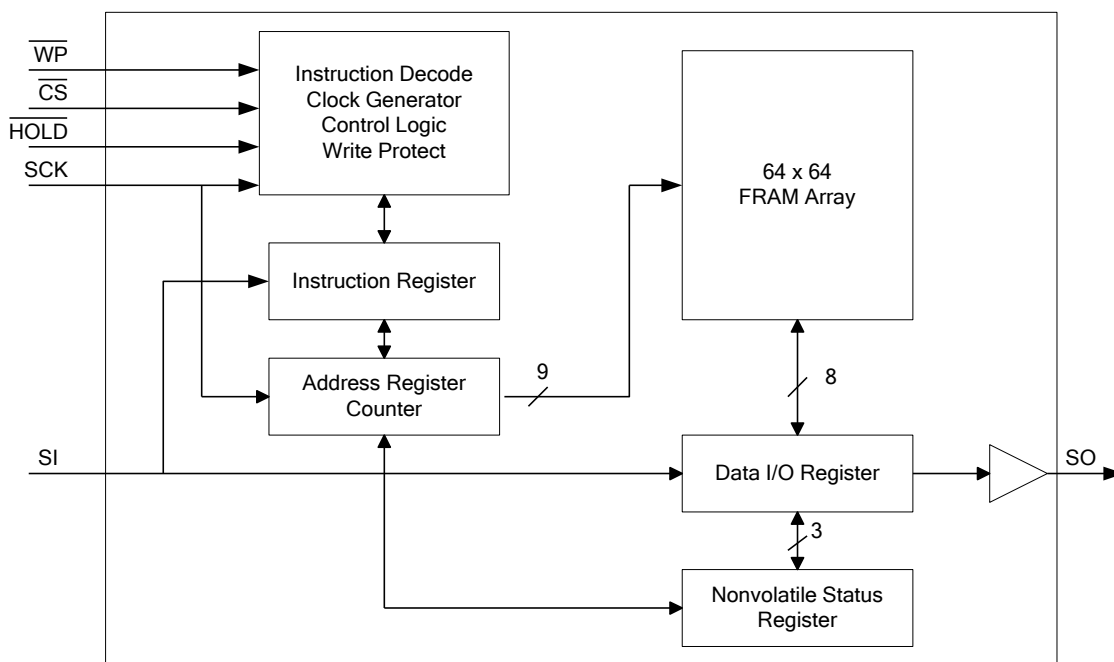 WP
CS
HOLD
SCK
Instruction Decode
Clock Generator
Control Logic
Write Protect
64 x 64
FRAM Array
Instruction Register
Address Register
Counter
9
8
SI
Data I/O Register
SO
3
Nonvolatile Status
Register